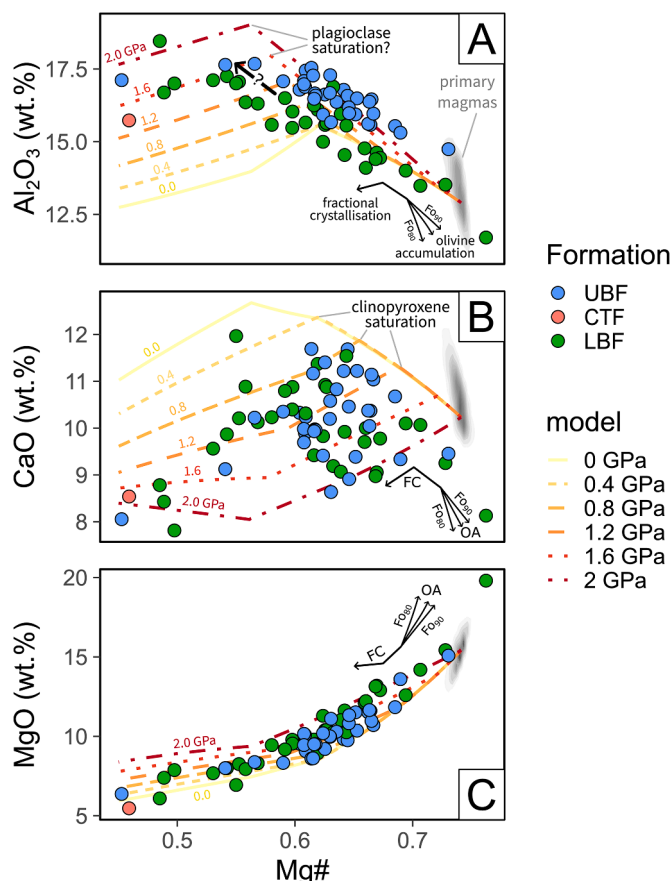 A
2.0 GPa
plagioclase
saturation?
17.5
1.6
?
primary
magmas
1.2
15.0
0.8
0.4
0.0
12.5
fractional
crystallisation
Fo90
Fo80
olivine
accumulation
Al2O3 (wt.%)
B
0.0
clinopyroxene
saturation
12
0.4
11
0.8
10
1.2
1.6
9
2.0 GPa
8
FC
Fo90
Fo80
OA
CaO (wt.%)
20
OA
Fo80
Fo90
FC
15
10
2.0 GPa
0.0
5
C
MgO (wt.%)
0.5
0.6
0.7
Mg#
Formation
UBF
CTF
LBF
model
0 GPa
0.4 GPa
0.8 GPa
1.2 GPa
1.6 GPa
2 GPa